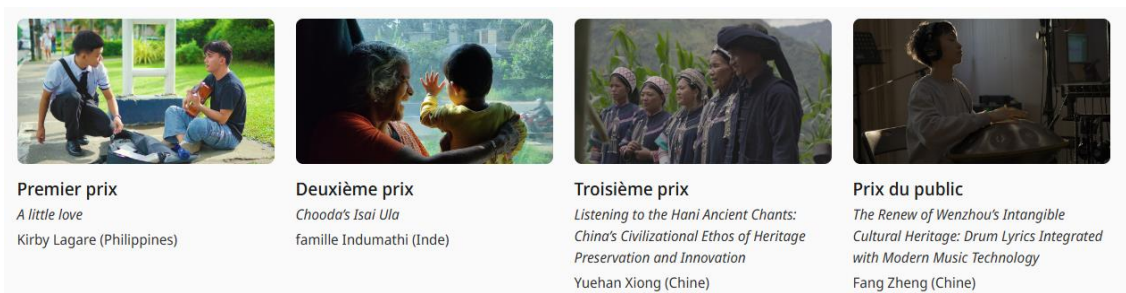 Premier prix
A little love
Kirby Lagare (Philippines)
Deuxième prix
Chooda's Isai Ula
famille Indumathi (Inde)
Troisième prix
Listening to the Hani Ancient Chants:
China's Civilizational Ethos of Heritage
Preservation and Innovation
Yuehan Xiong (Chine)
Prix du public
The Renew of Wenzhou's Intangible
Cultural Heritage: Drum Lyrics Integrated
with Modern Music Technology
Fang Zheng (Chine)